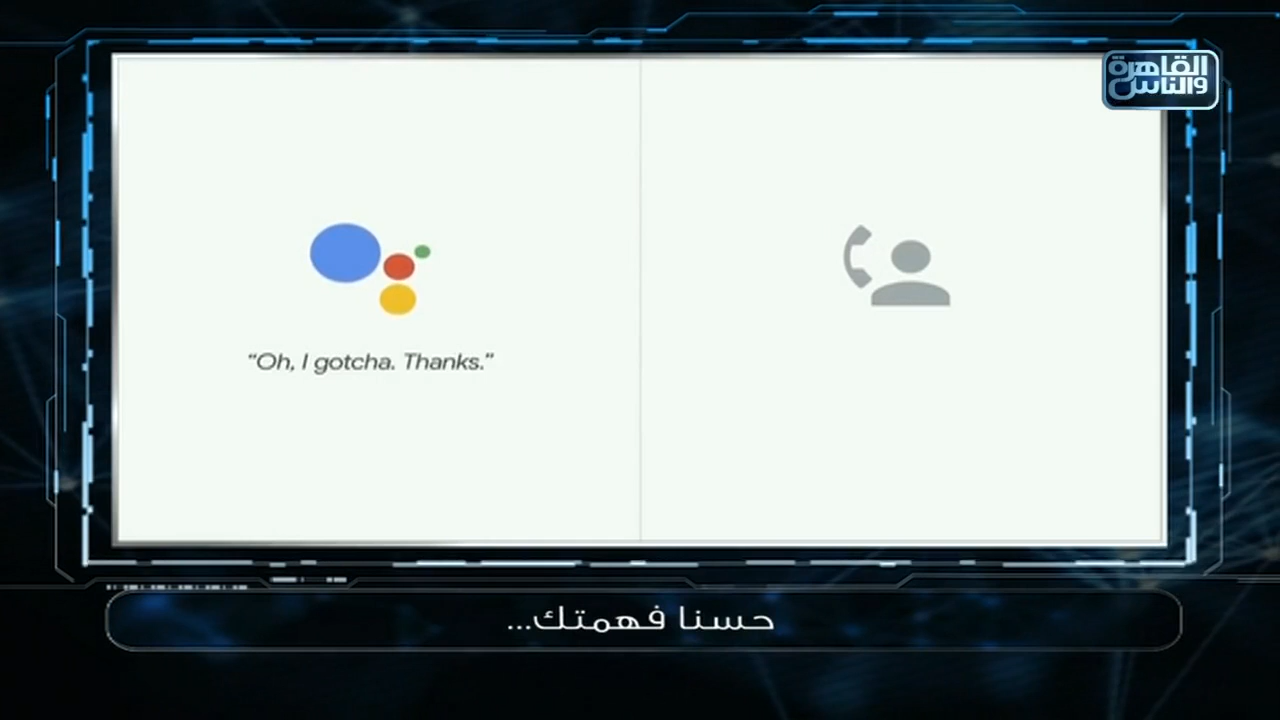 القاهرة
والناس
"Oh, I gotcha. Thanks."
حسنا فهمتك...